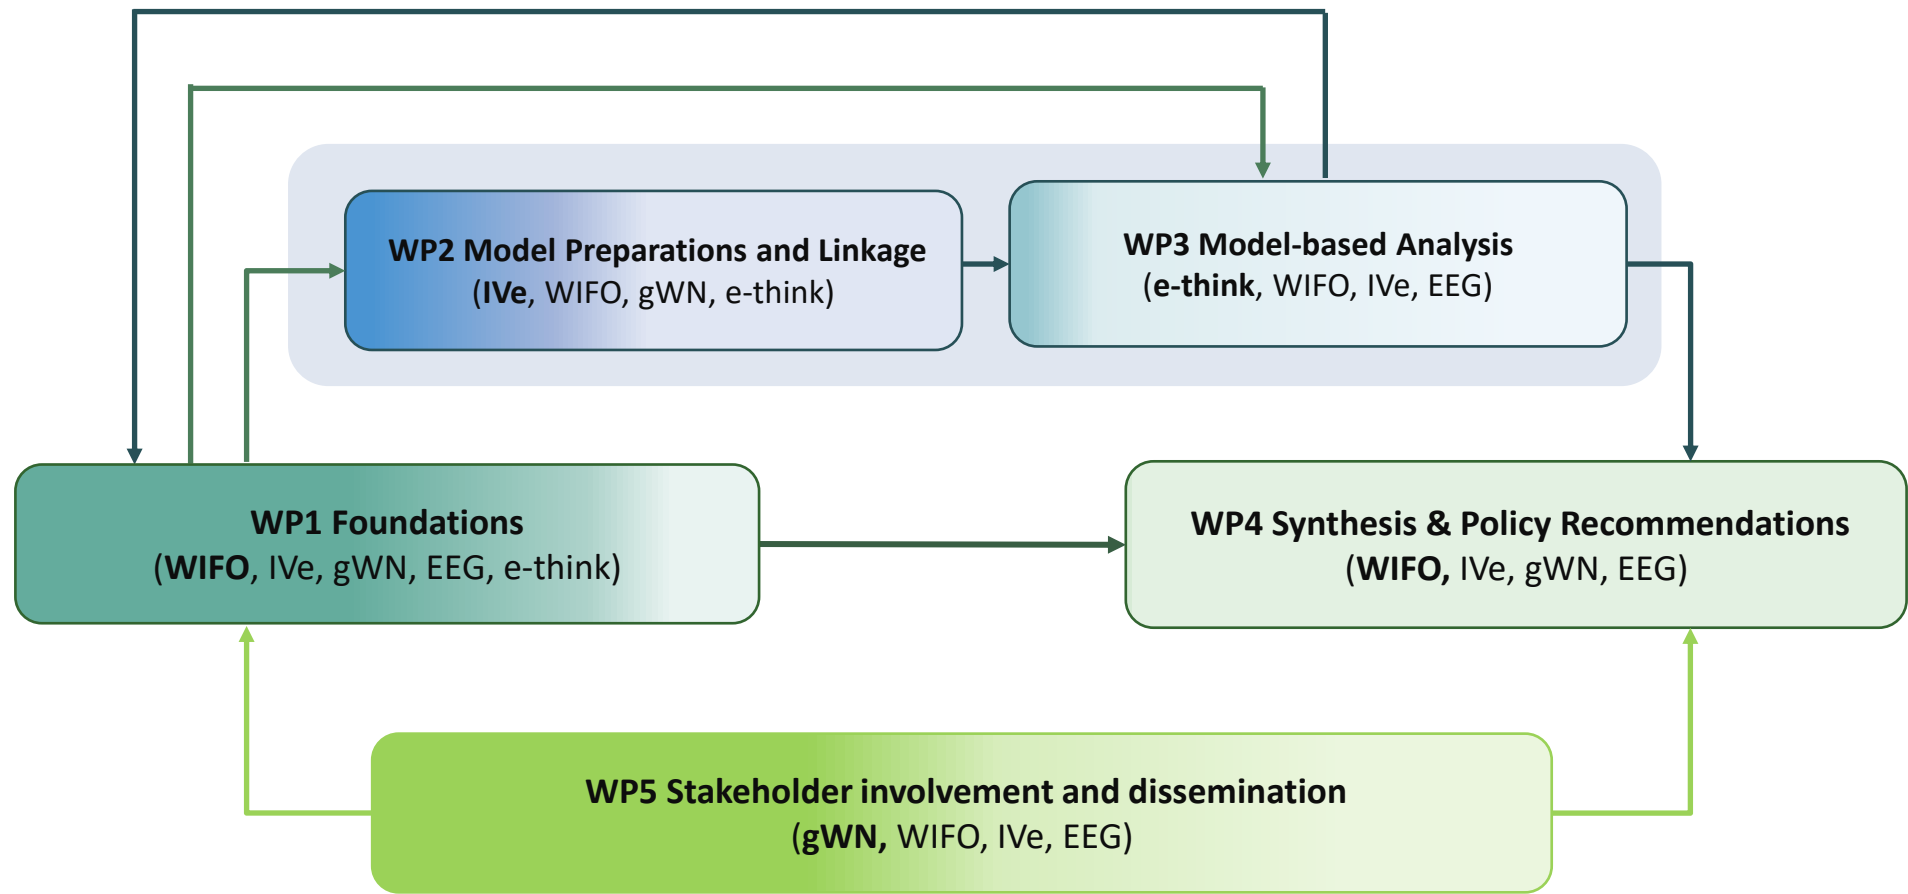 WP2 Model Preparations and Linkage
(IVe, WIFO, gWN, e-think)
WP3 Model-based Analysis
(e-think, WIFO, IVe, EEG)
WP1 Foundations
(WIFO, IVe, gWN, EEG, e-think)
WP4 Synthesis & Policy Recommendations
(WIFO, IVe, gWN, EEG)
WP5 Stakeholder involvement and dissemination
(gWN, WIFO, IVe, EEG)